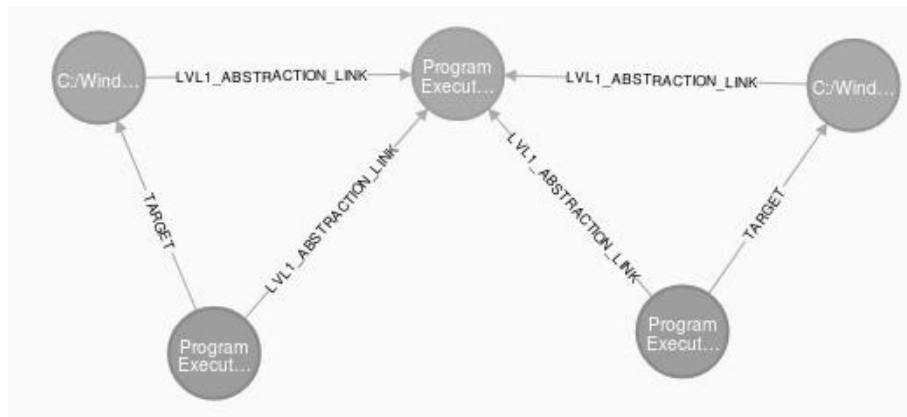 C:/Wind...
LVL1_ABSTRACTION_LINK
Program
Execut...
LVL1_ABSTRACTION_LINK
C:/Wind...
TARGET
LVL1_ABSTRACTION_LINK
LVL1_ABSTRACTION_LINK
TARGET
Program
Execut...
Program
Execut...